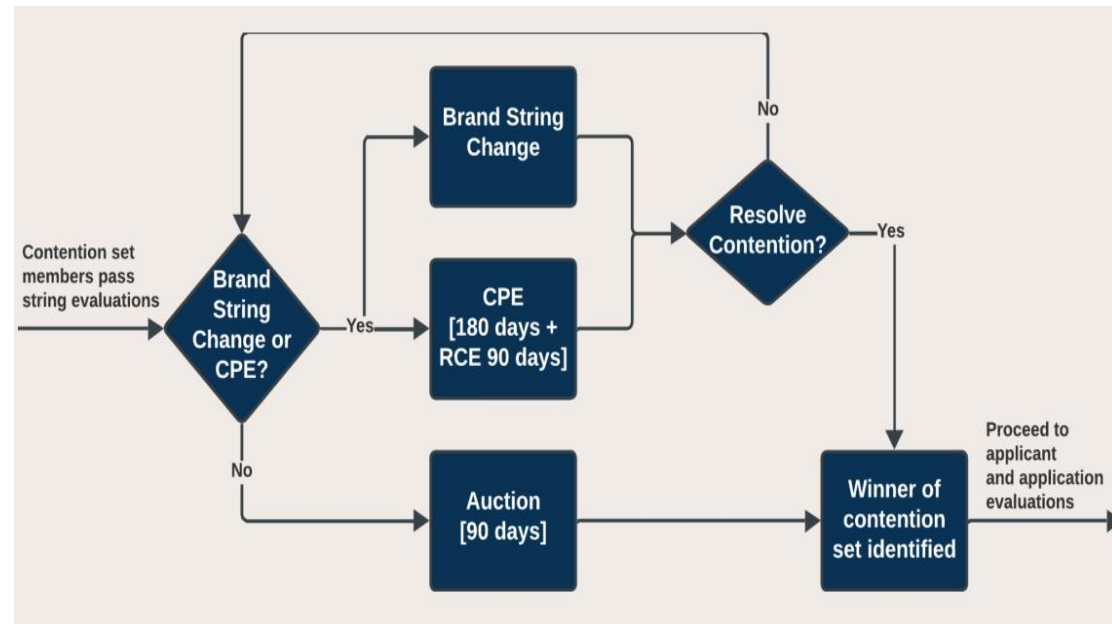 No
Brand String
Change
Contention set
members pass
string evaluations
Brand
String
Change or
CPE?
Yes
CPE
[180 days +
RCE 90 days]
Resolve
Contention?
Yes
No
Auction
[90 days]
Winner of
contention
set identified
Proceed to
applicant
and application
evaluations